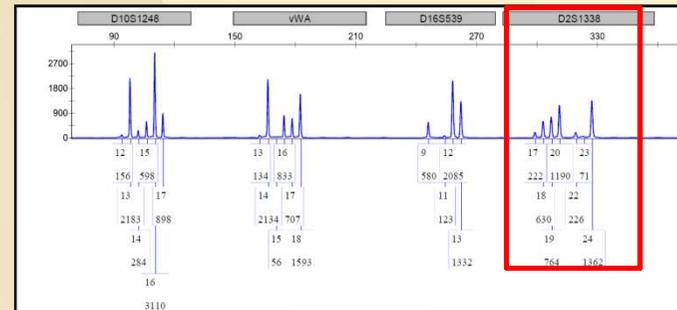 D10S1248 vWA D16S539 D2S1338
90 150 210 270 330
2700
1800
900
0
12 15 13 16 9 12 17 20 23
156 598 134 833 580 2085 222 1190 71
13 17 14 17 11 18 22
2183 898 2134 707 123 630 226
14 15 18 13 19 24
284 56 1593 1332 764 1362
16
3110